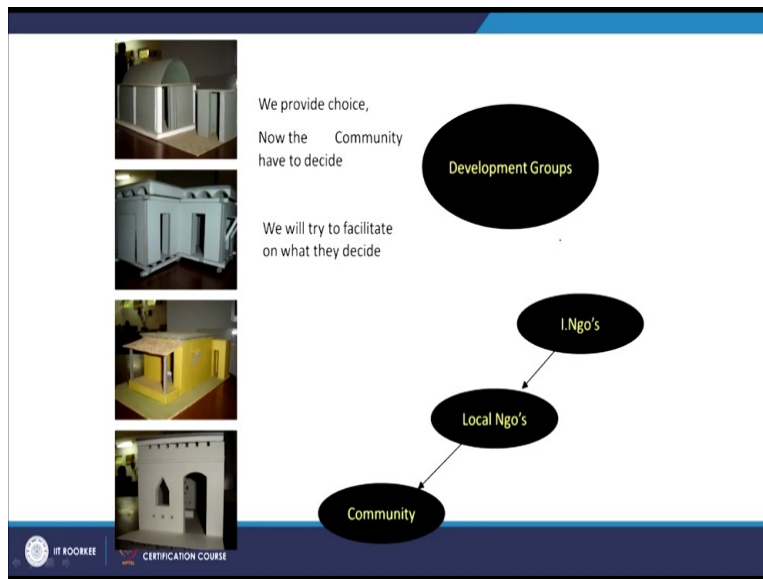 We provide choice,
Now the Community
have to decide
We will try to facilitate
on what they decide
Development Groups
I.Ngo's
Local Ngo's
Community
IIT ROORKEE
NPTEL
CERTIFICATION COURSE